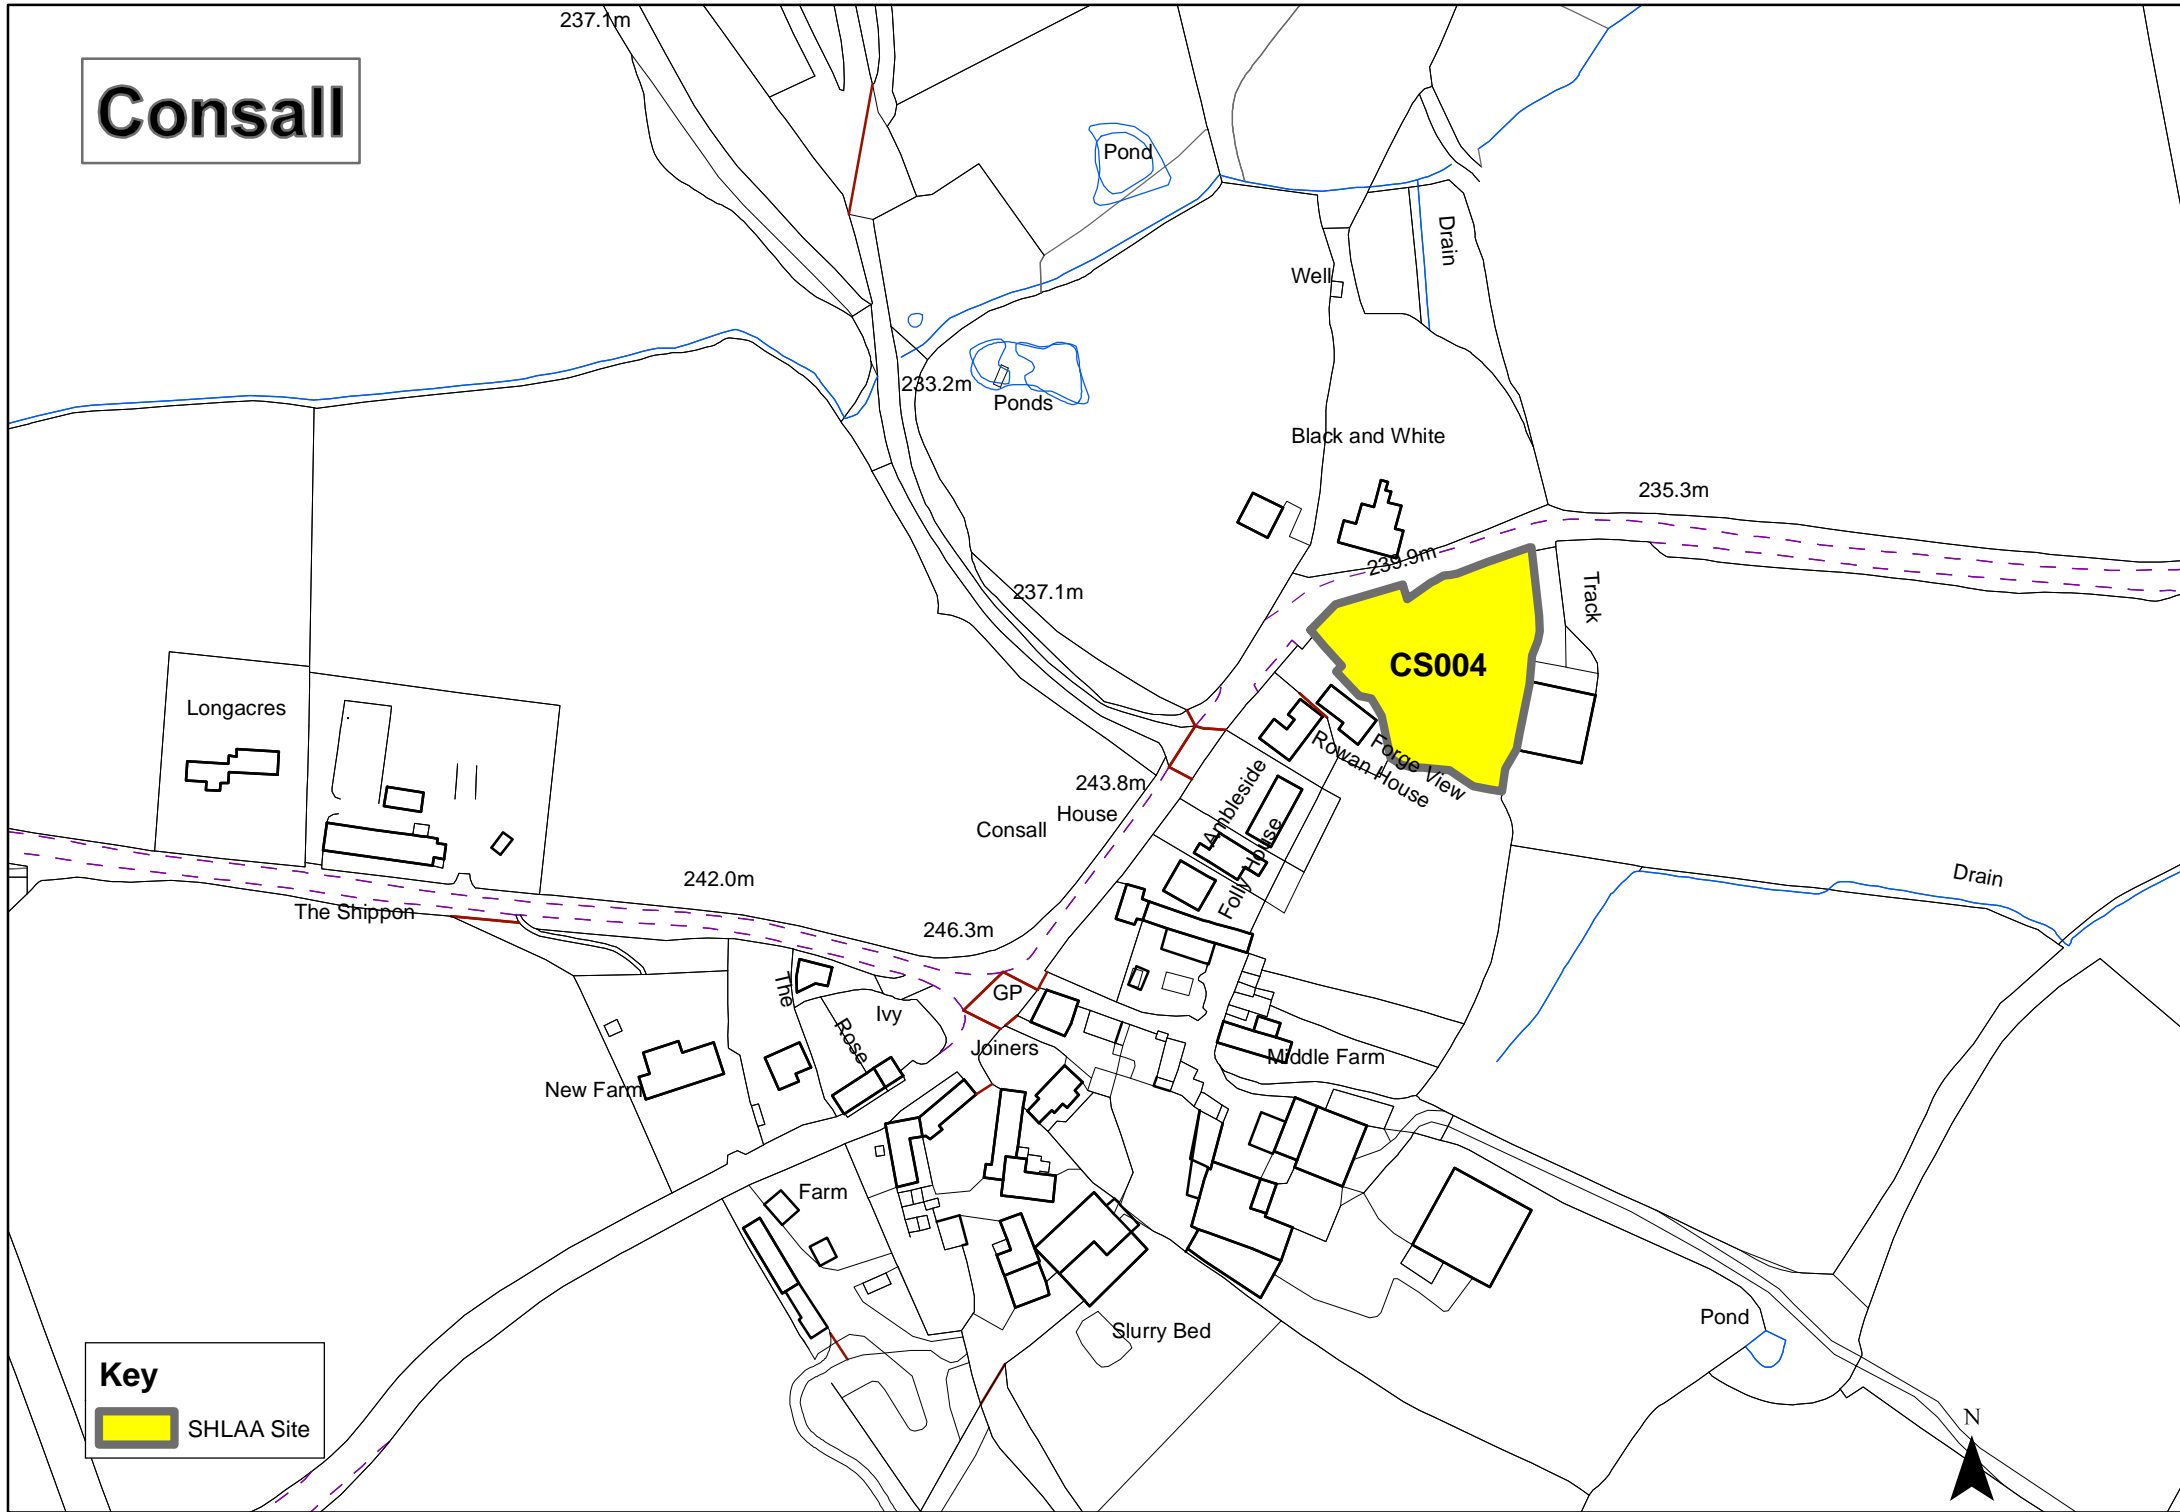 237.1m
Consall
Pond
Drain
Well
233.2m
Ponds
Black and White
235.3m
239.9m
237.1m
Track
CS004
Longacres
Forge View
Rowan House
243.8m
Ambleside
House
Consall
Folly House
242.0m
Drain
The Shippon
246.3m
The
GP
Ivy
Rose
Joiners
Middle Farm
New Farm
Farm
Pond
Slurry Bed
Key
SHLAA Site
N